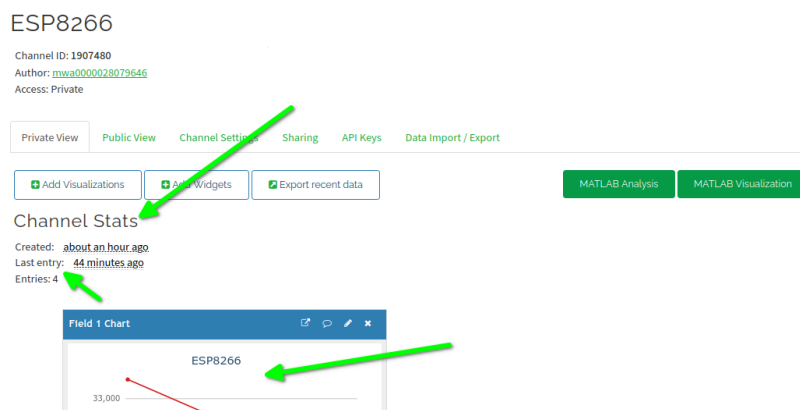 ESP8266
Channel ID: 1907480
Author: mwa0000028079646
Access: Private
Private View Public View Channel Settings Sharing API Keys Data Import / Export
Add Visualizations Add Widgets Export recent data MATLAB Analysis MATLAB Visualization
Channel Stats
Created: about an hour ago
Last entry: 44 minutes ago
Entries: 4
Field 1 Chart
ESP8266
33,000